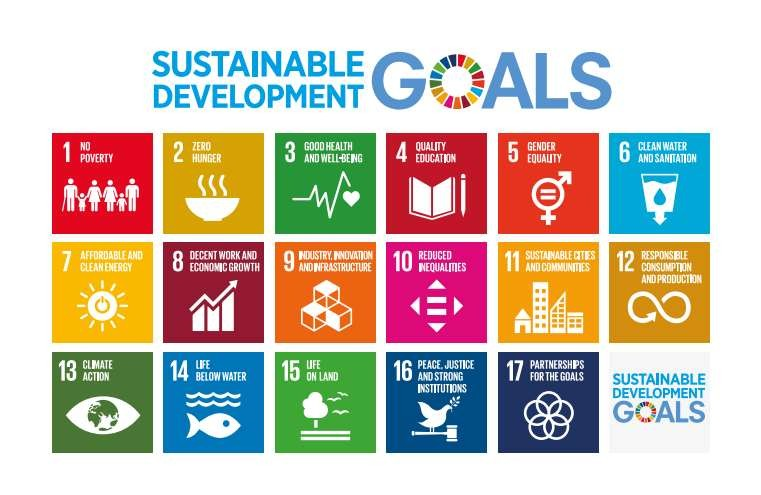 SUSTAINABLE
DEVELOPMENT
GOALS
1 NO
POVERTY
2 ZERO
HUNGER
3 GOOD HEALTH
AND WELL-BEING
4 QUALITY
EDUCATION
5 GENDER
EQUALITY
6 CLEAN WATER
AND SANITATION
7 AFFORDABLE AND
CLEAN ENERGY
8 DECENT WORK AND
ECONOMIC GROWTH
9 INDUSTRY, INNOVATION
AND INFRASTRUCTURE
10 REDUCED
INEQUALITIES
11 SUSTAINABLE CITIES
AND COMMUNITIES
12 RESPONSIBLE
CONSUMPTION
AND PRODUCTION
13 CLIMATE
ACTION
14 LIFE
BELOW WATER
15 LIFE
ON LAND
16 PEACE, JUSTICE
AND STRONG
INSTITUTIONS
17 PARTNERSHIPS
FOR THE GOALS
SUSTAINABLE
DEVELOPMENT
GOALS